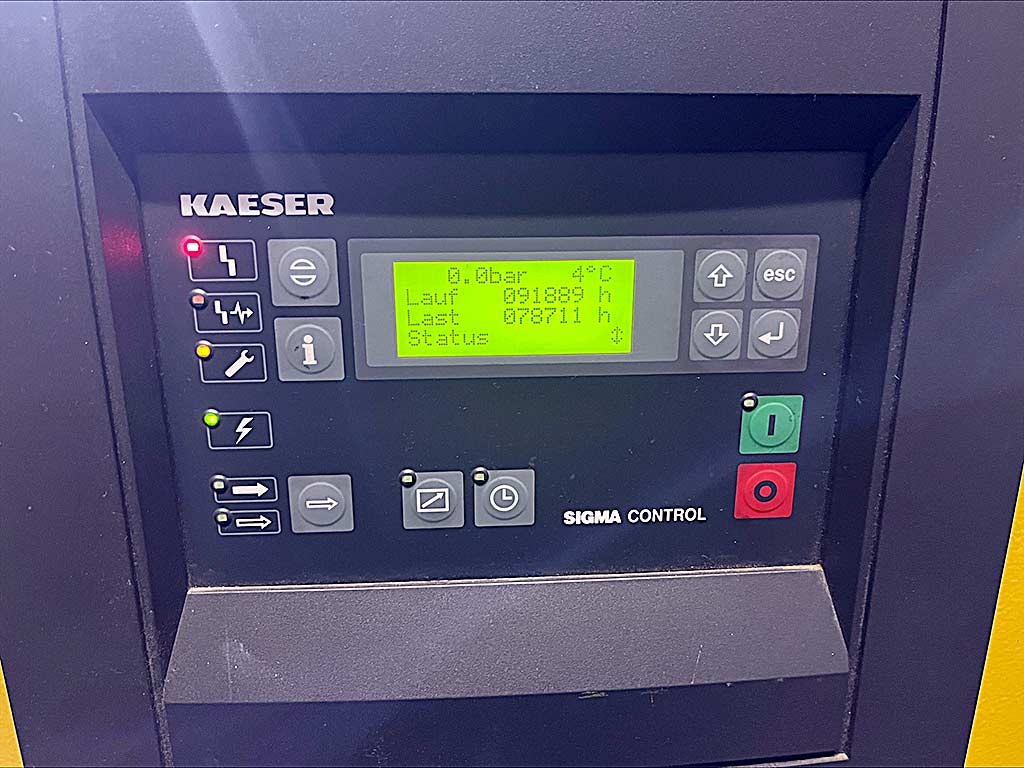 KAESER
0.0bar 4°C
Lauf 091889 h
Last 078711 h
Status
esc
i
I
O
SIGMA CONTROL